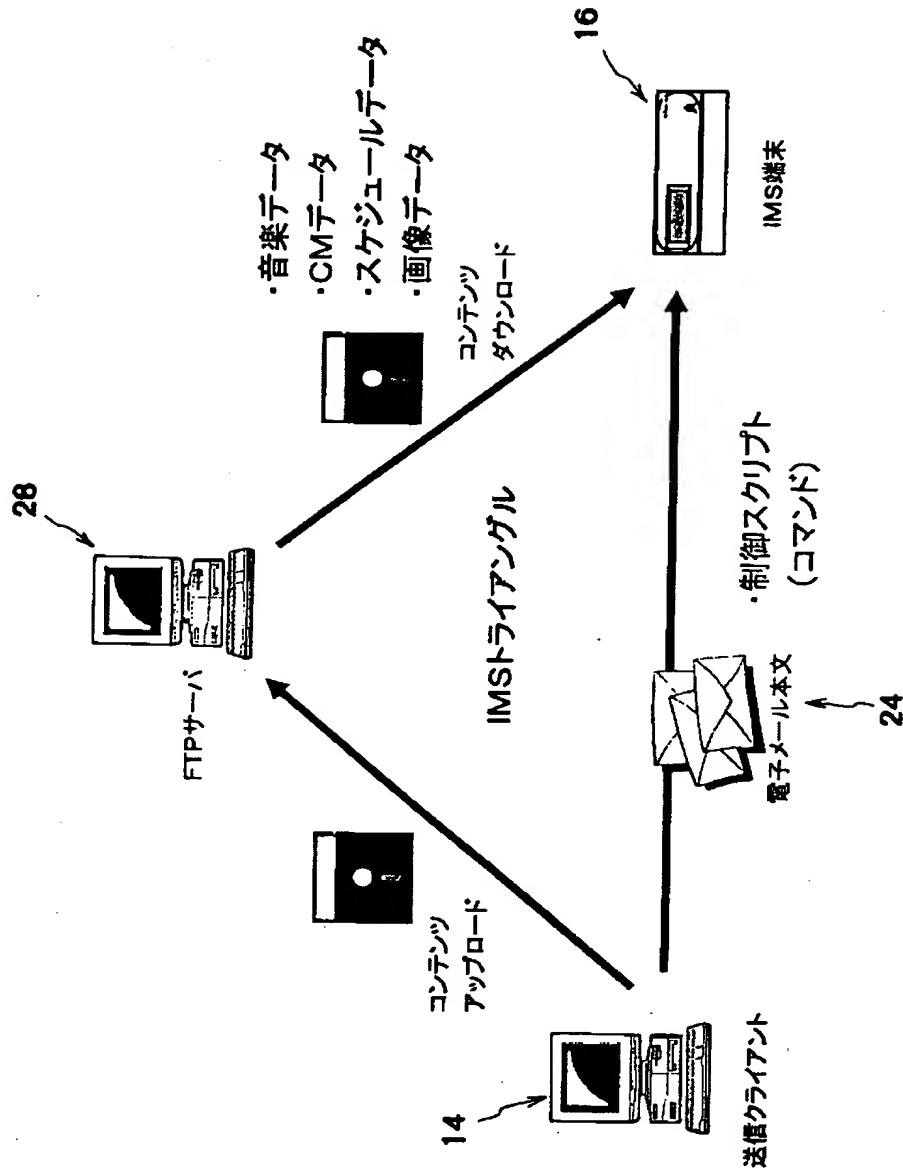 28
FTPサーバ
・音楽データ
・CMデータ
・スケジュールデータ
・画像データ
コンテンツ
アップロード
コンテンツ
ダウンロード
IMSトライアングル
14
送信クライアント
電子メール本文
24
・制御スクリプト
(コマンド)
16
IMS端末